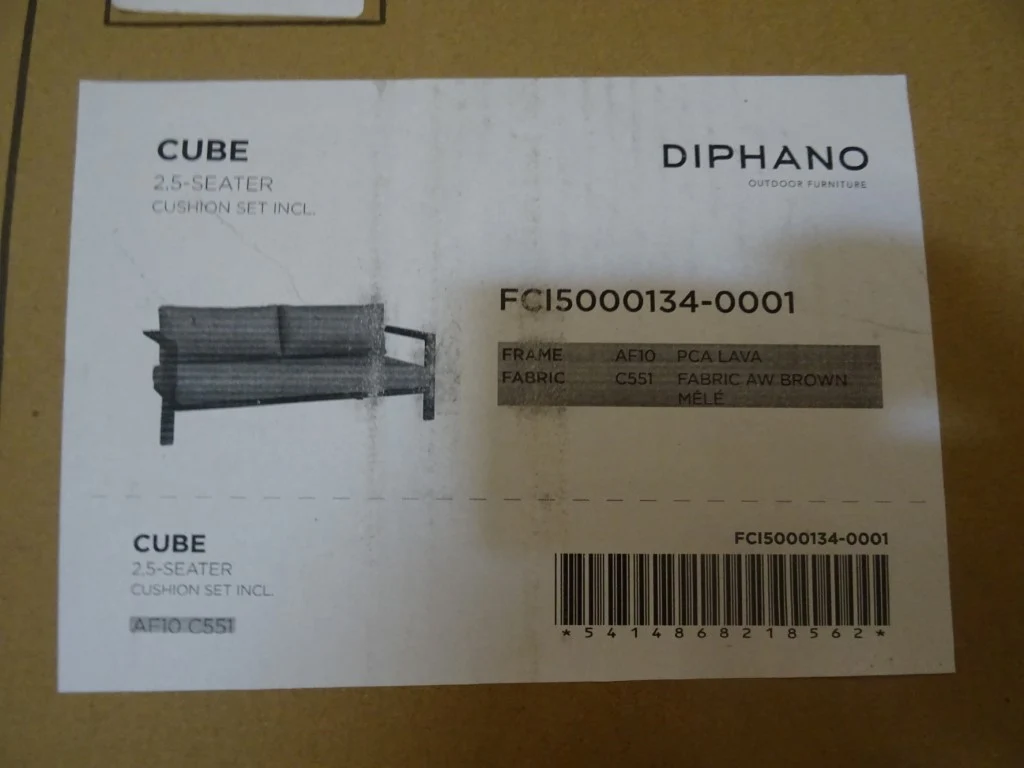 CUBE
2.5-SEATER
CUSHION SET INCL.
DIPHANO
OUTDOOR FURNITURE
FCI5000134-0001
FRAME AF10 PCA LAVA
FABRIC C551 FABRIC AW BROWN
MÊLÉ
CUBE
2.5-SEATER
CUSHION SET INCL.
AF10 C551
FCI5000134-0001
*5414868218562*